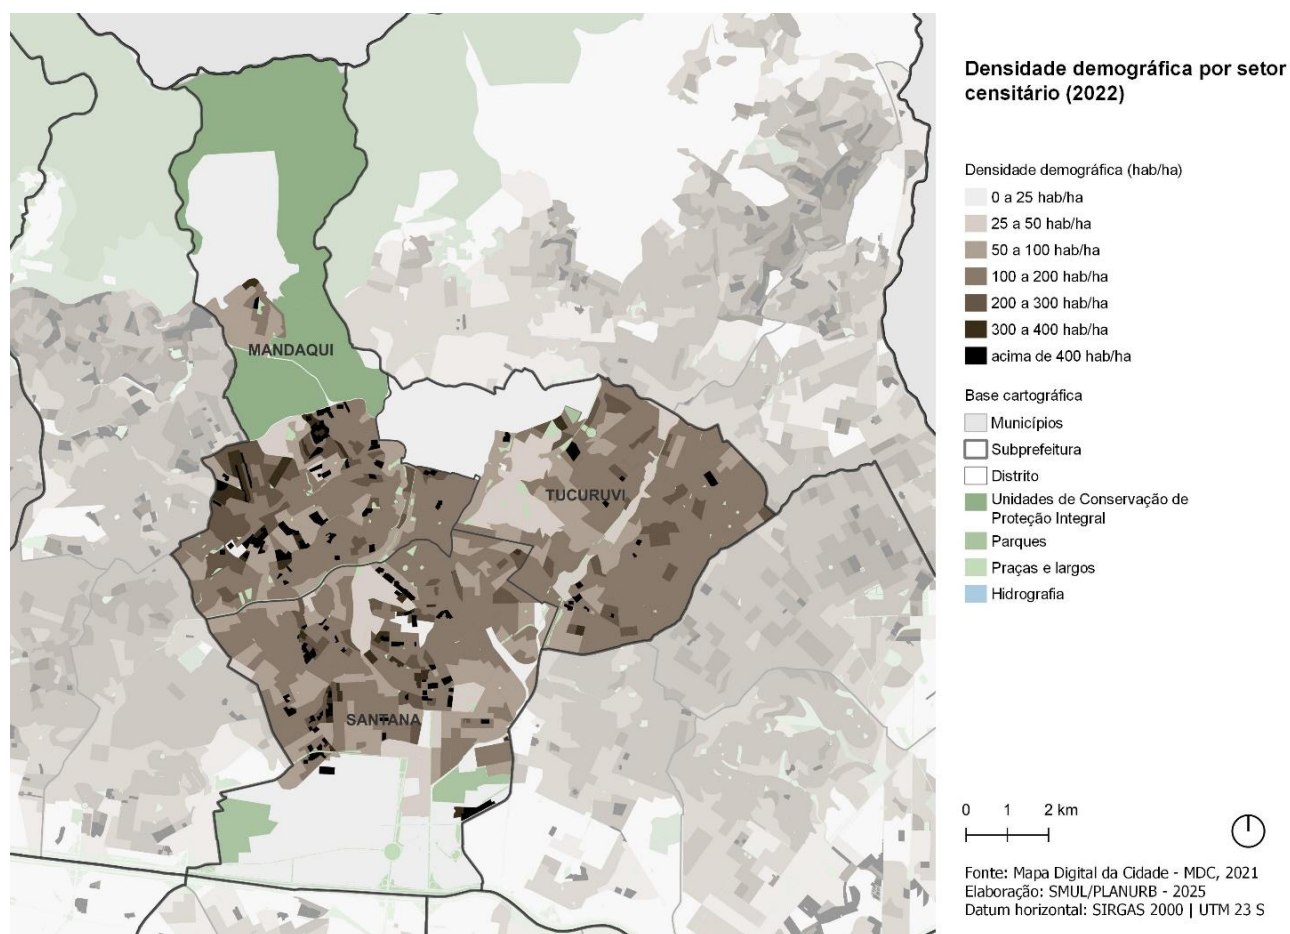 MANDAQUI
TUCURUVI
SANTANA
Densidade demográfica por setor
censitário (2022)
Densidade demográfica (hab/ha)
0 a 25 hab/ha
25 a 50 hab/ha
50 a 100 hab/ha
100 a 200 hab/ha
200 a 300 hab/ha
300 a 400 hab/ha
acima de 400 hab/ha
Base cartográfica
Municípios
Subprefeitura
Distrito
Unidades de Conservação de
Proteção Integral
Parques
Praças e largos
Hidrografia
0 1 2 km
Fonte: Mapa Digital da Cidade - MDC, 2021
Elaboração: SMUL/PLANURB - 2025
Datum horizontal: SIRGAS 2000 | UTM 23 S